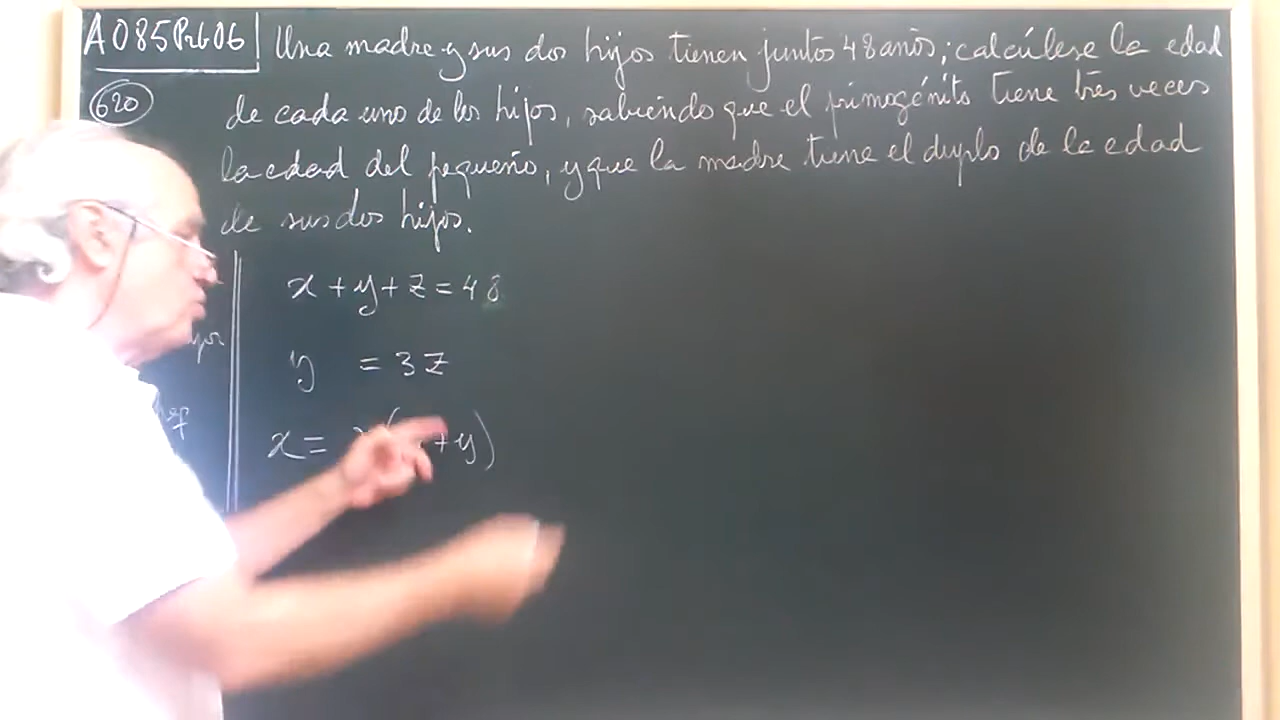 A085Prb06 Una madre y sus dos hijos tienen juntos 48 años; calcúlese la edad
620 de cada uno de los hijos, sabiendo que el primogénito tiene tres veces
la edad del pequeño, y que la madre tiene el duplo de la edad
de sus dos hijos.
x + y + z = 48
y = 3z
x = + y)